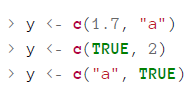 > y <- c(1.7, "a")
> y <- c(TRUE, 2)
> y <- c("a", TRUE)